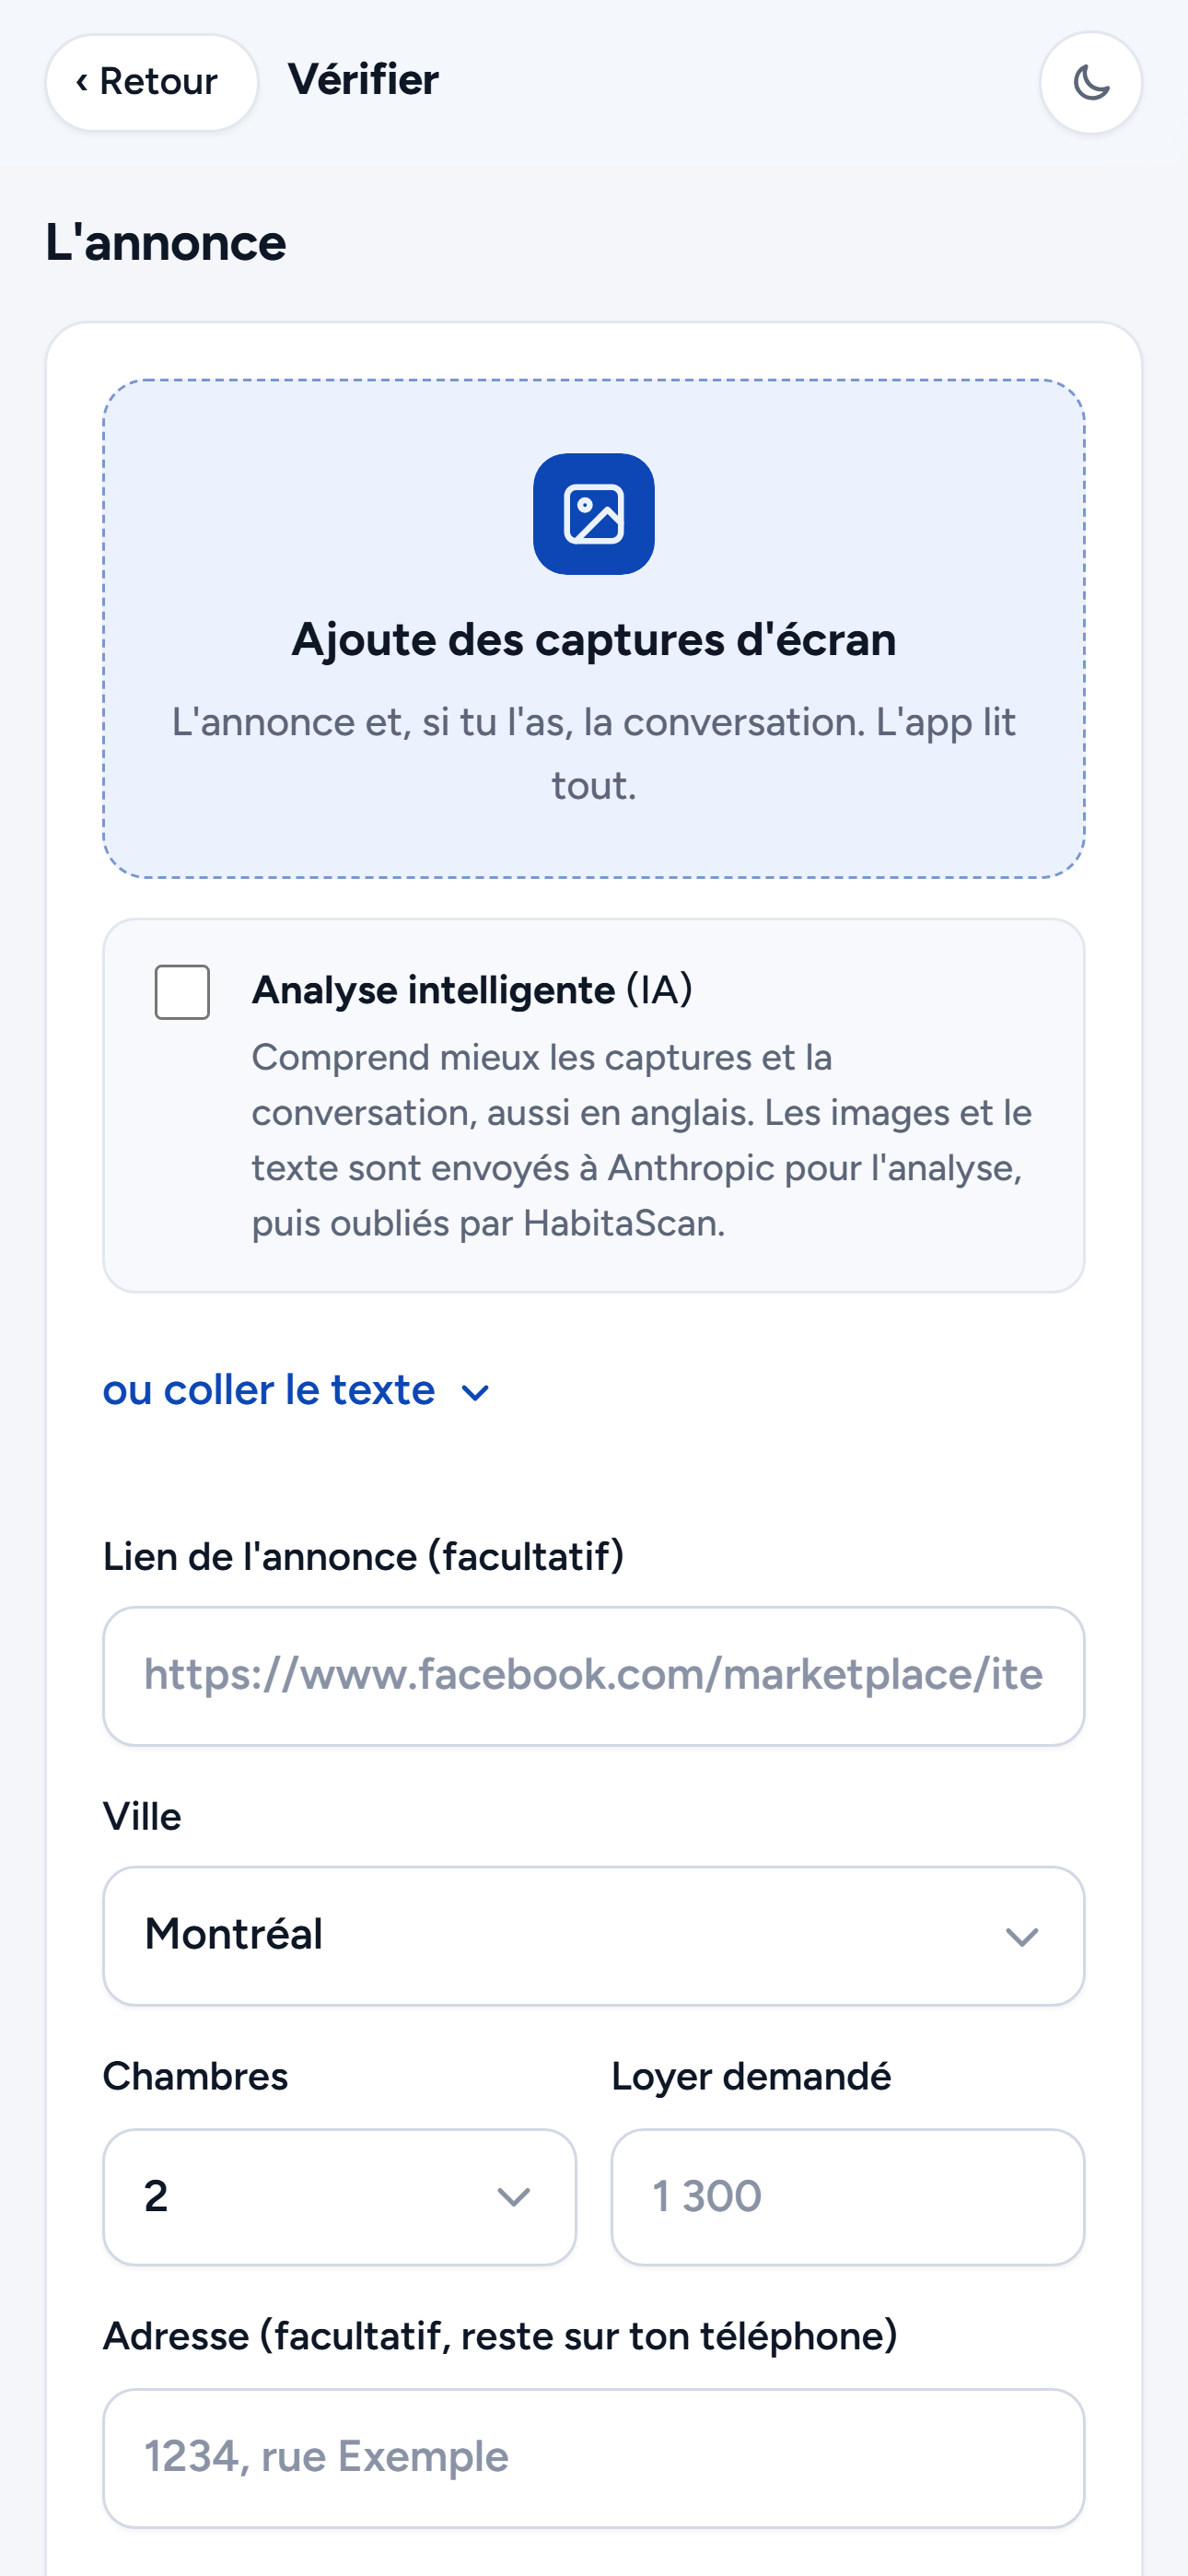 ‹ Retour
Vérifier
L'annonce
Ajoute des captures d'écran
L'annonce et, si tu l'as, la conversation. L'app lit
tout.
Analyse intelligente (IA)
Comprend mieux les captures et la
conversation, aussi en anglais. Les images et le
texte sont envoyés à Anthropic pour l'analyse,
puis oubliés par HabitaScan.
ou coller le texte
Lien de l'annonce (facultatif)
https://www.facebook.com/marketplace/ite
Ville
Montréal
Chambres
Loyer demandé
2
1 300
Adresse (facultatif, reste sur ton téléphone)
1234, rue Exemple